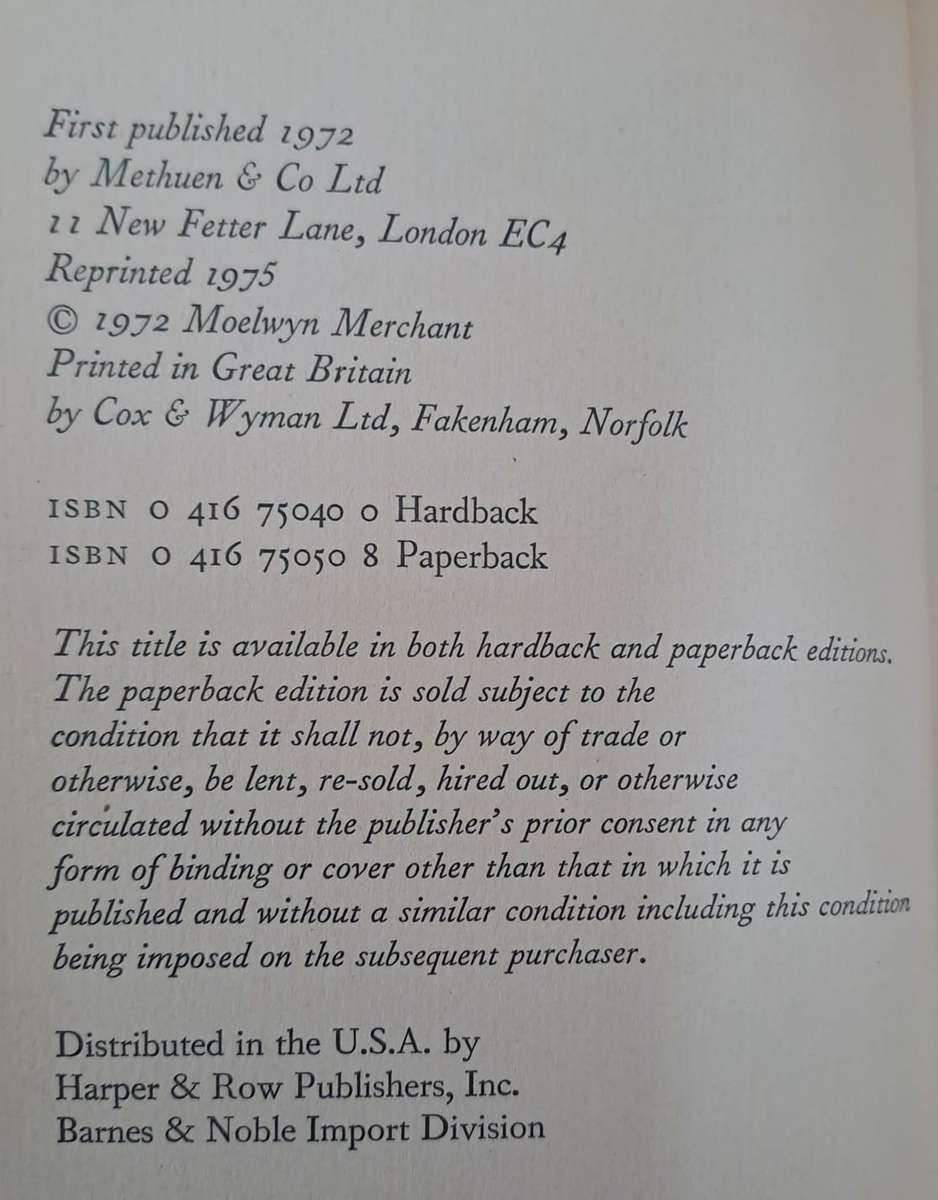 First published 1972
by Methuen & Co Ltd
11 New Fetter Lane, London EC4
Reprinted 1975
© 1972 Moelwyn Merchant
Printed in Great Britain
by Cox & Wyman Ltd, Fakenham, Norfolk
ISBN 0 416 75040 0 Hardback
ISBN 0 416 75050 8 Paperback
This title is available in both hardback and paperback editions.
The paperback edition is sold subject to the
condition that it shall not, by way of trade or
otherwise, be lent, re-sold, hired out, or otherwise
circulated without the publisher's prior consent in any
form of binding or cover other than that in which it is
published and without a similar condition including this condition
being imposed on the subsequent purchaser.
Distributed in the U.S.A. by
Harper & Row Publishers, Inc.
Barnes & Noble Import Division